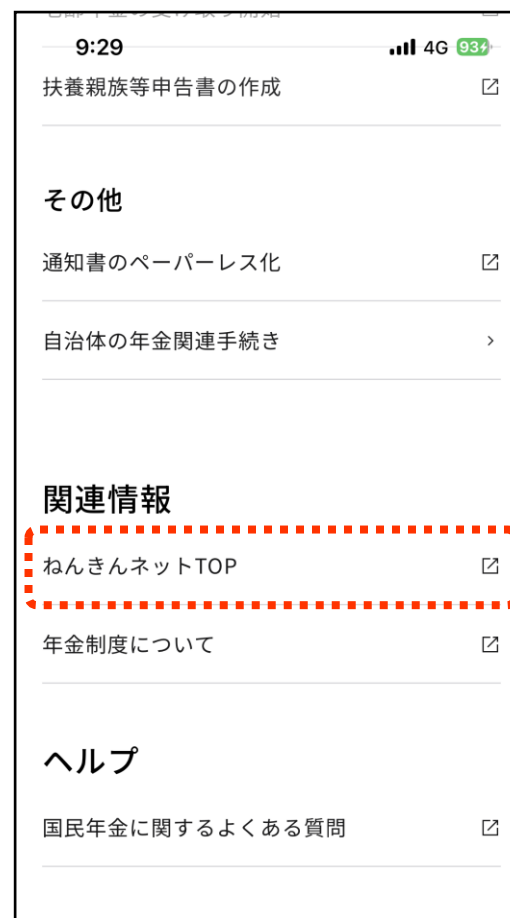 9:29
4G 93
扶養親族等申告書の作成
その他
通知書のペーパーレス化
自治体の年金関連手続き
関連情報
ねんきんネットTOP
年金制度について
ヘルプ
国民年金に関するよくある質問